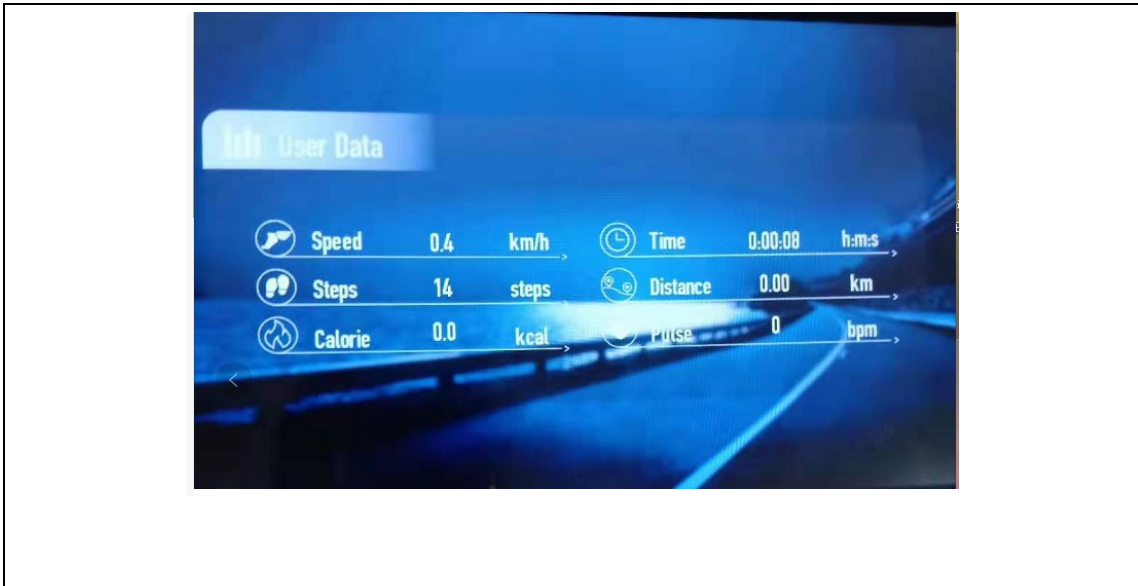 User Data
Speed 0.4 km/h
Time 0:00:08 h:m:s
Steps 14 steps
Distance 0.00 km
Calorie 0.0 kcal
Pulse 0 bpm